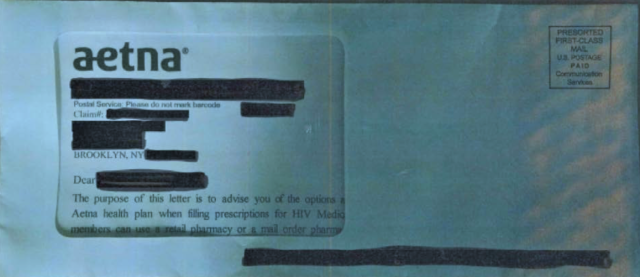 aetna®
PRESORTED
FIRST-CLASS
MAIL
U.S. POSTAGE
PAID
Communication
Services
Postal Service: Please do not mark barcode
Claim#:
BROOKLYN, NY
Dear
The purpose of this letter is to advise you of the options a
Aetna health plan when filling prescriptions for HIV Medic
members can use a retail pharmacy or a mail order pharm